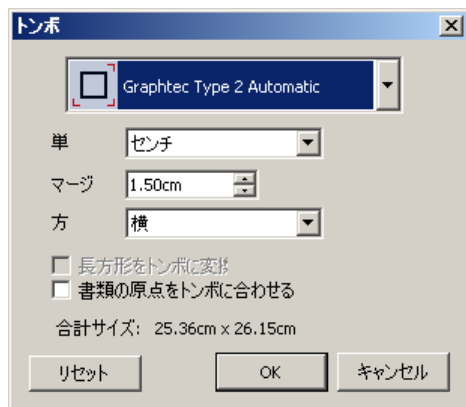 トンボ
Graphtec Type 2 Automatic
単 センチ
マージ 1.50cm
方 横
長方形をトンボに変換
書類の原点をトンボに合わせる
合計サイズ: 25.36cm x 26.15cm
リセット OK キャンセル